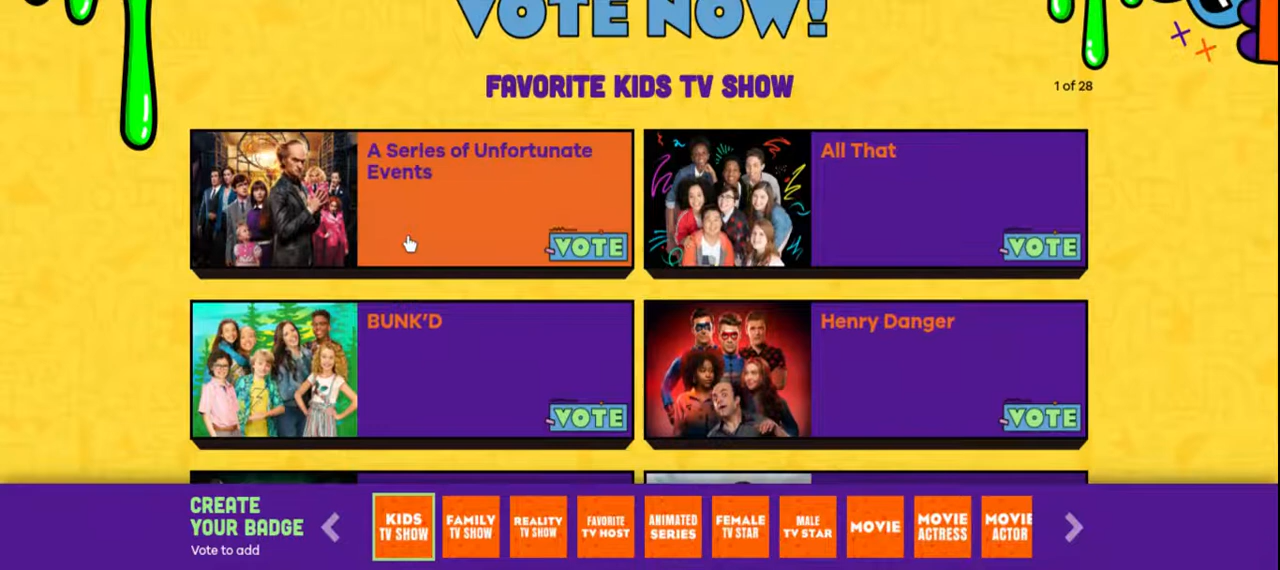 VOTE NOW!
FAVORITE KIDS TV SHOW
1 of 28
A Series of Unfortunate
Events
VOTE
All That
VOTE
BUNK'D
VOTE
Henry Danger
VOTE
CREATE
YOUR BADGE
Vote to add
KIDS
TV SHOW
FAMILY
TV SHOW
REALITY
TV SHOW
FAVORITE
TV HOST
ANIMATED
SERIES
FEMALE
TV STAR
MALE
TV STAR
MOVIE
MOVIE
ACTRESS
MOVIE
ACTOR